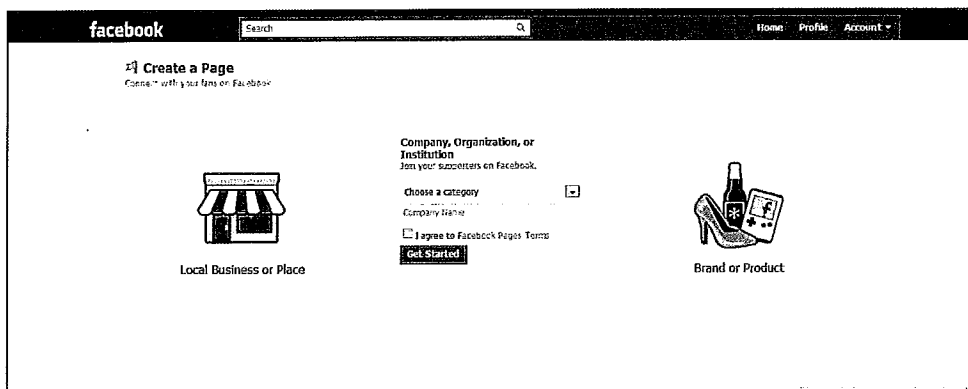 facebook
Search
Home Profile Account
Create a Page
Connect with your fans on Facebook
Company, Organization, or
Institution
Join your supporters on Facebook.
Choose a category
Company Name
I agree to Facebook Pages Terms
Get Started
Local Business or Place
Brand or Product